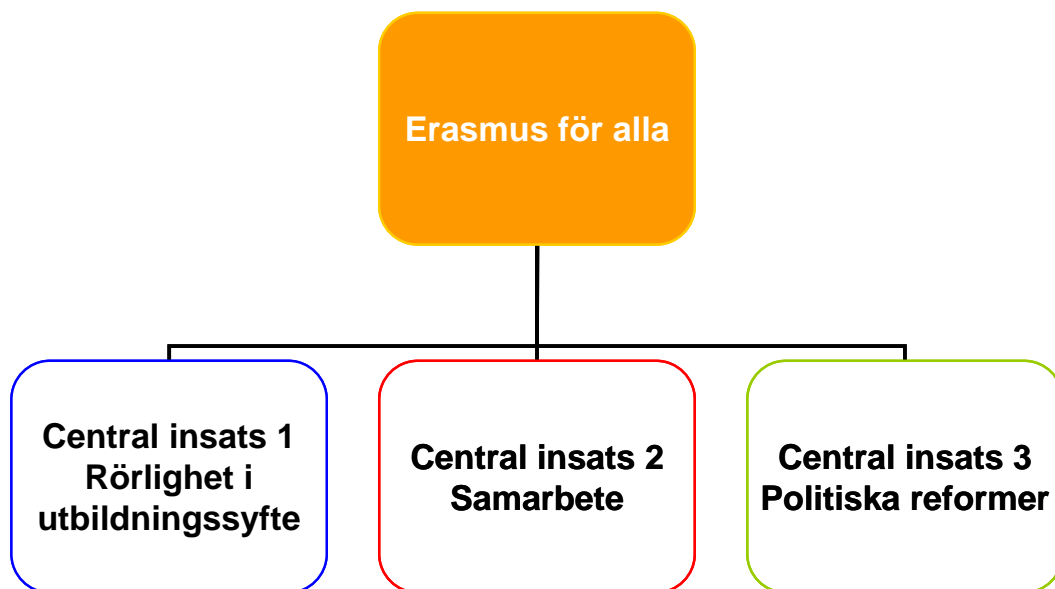 Erasmus för alla
Central insats 1
Rörlighet i
utbildningssyfte
Central insats 2
Samarbete
Central insats 3
Politiska reformer